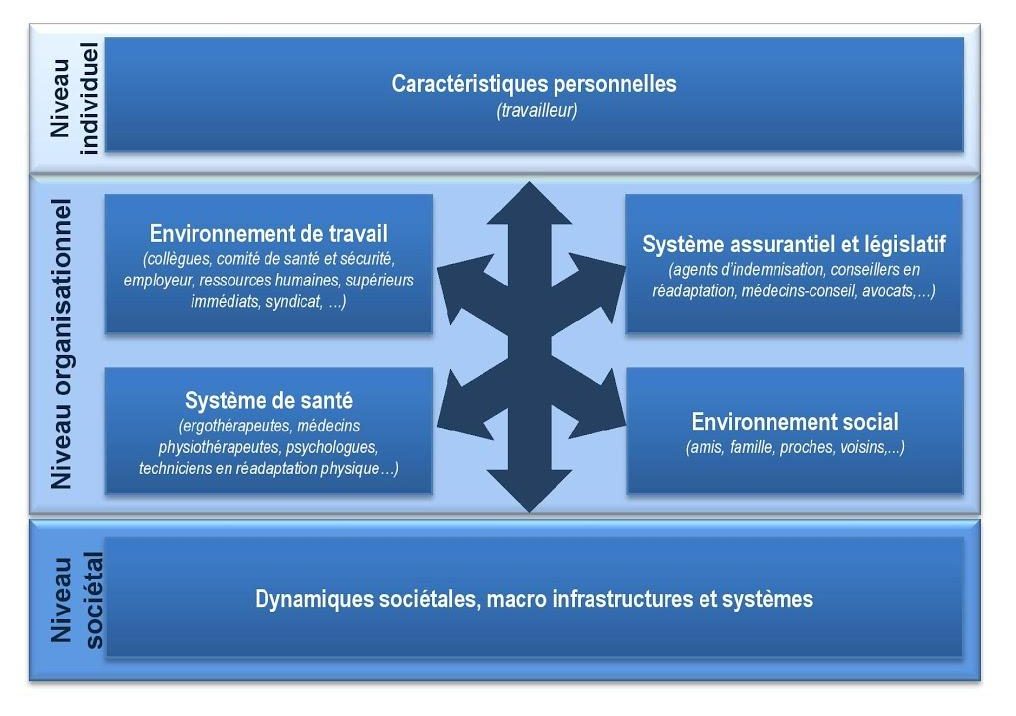 Niveau
individuel
Caractéristiques personnelles
(travailleur)
Niveau organisationnel
Environnement de travail
(collègues, comité de santé et sécurité,
employeur, ressources humaines, supérieurs
immédiats, syndicat, …)
Système assurantiel et législatif
(agents d’indemnisation, conseillers en
réadaptation, médecins-conseil, avocats,…)
Système de santé
(ergothérapeutes, médecins
physiothérapeutes, psychologues,
techniciens en réadaptation physique…)
Environnement social
(amis, famille, proches, voisins,...)
Niveau
sociétal
Dynamiques sociétales, macro infrastructures et systèmes